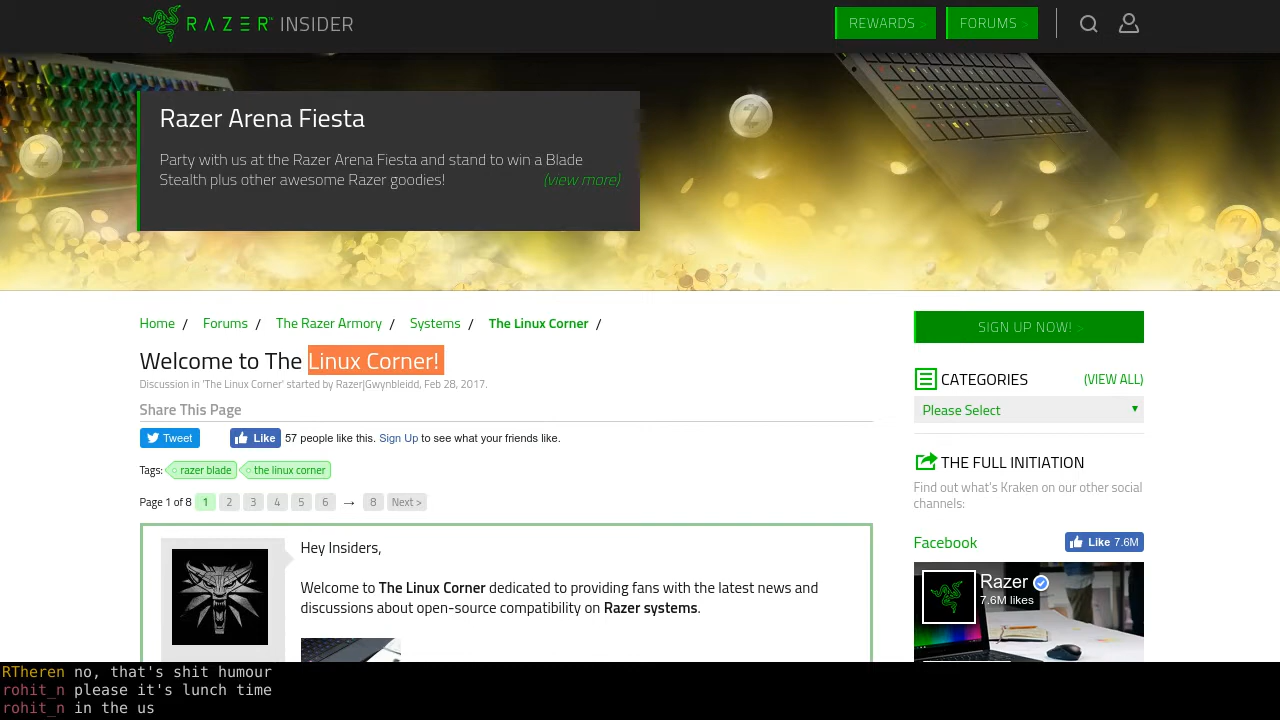 RAZER INSIDER
REWARDS >
FORUMS >
Razer Arena Fiesta
Party with us at the Razer Arena Fiesta and stand to win a Blade
Stealth plus other awesome Razer goodies! (view more)
Home / Forums / The Razer Armory / Systems / The Linux Corner /
Welcome to The Linux Corner!
Discussion in 'The Linux Corner' started by Razer|Gwynbleidd, Feb 28, 2017.
Share This Page
Tweet
Like 57 people like this. Sign Up to see what your friends like.
Tags: razer blade the linux corner
Page 1 of 8 1 2 3 4 5 6 → 8 Next >
Hey Insiders,
Welcome to The Linux Corner dedicated to providing fans with the latest news and
discussions about open-source compatibility on Razer systems.
SIGN UP NOW! >
CATEGORIES (VIEW ALL)
Please Select
THE FULL INITIATION
Find out what's Kraken on our other social
channels:
Facebook
Like 7.6M
Razer
7.6M likes
RTheren no, that's shit humour
rohit_n please it's lunch time
rohit_n in the us